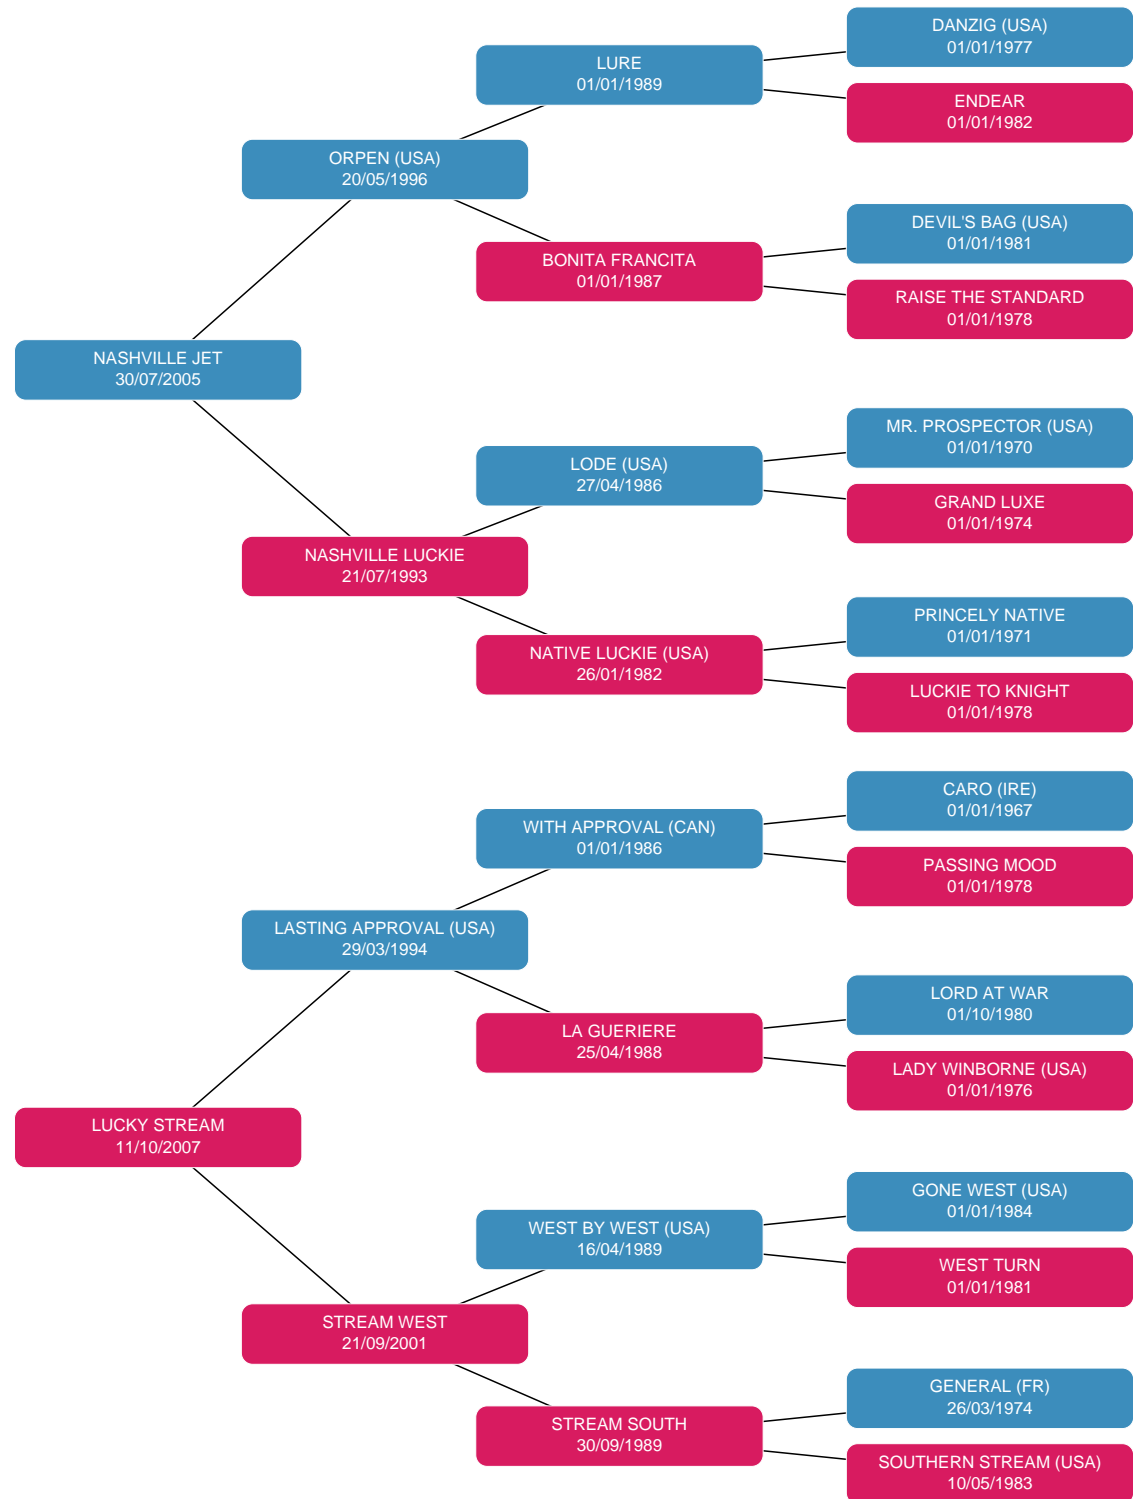 DANZIG (USA)
01/01/1977
LURE
01/01/1989
ENDEAR
01/01/1982
ORPEN (USA)
20/05/1996
DEVIL'S BAG (USA)
01/01/1981
BONITA FRANCITA
01/01/1987
RAISE THE STANDARD
01/01/1978
NASHVILLE JET
30/07/2005
MR. PROSPECTOR (USA)
01/01/1970
LODE (USA)
27/04/1986
GRAND LUXE
01/01/1974
NASHVILLE LUCKIE
21/07/1993
PRINCELY NATIVE
01/01/1971
NATIVE LUCKIE (USA)
26/01/1982
LUCKIE TO KNIGHT
01/01/1978
CARO (IRE)
01/01/1967
WITH APPROVAL (CAN)
01/01/1986
PASSING MOOD
01/01/1978
LASTING APPROVAL (USA)
29/03/1994
LORD AT WAR
01/10/1980
LA GUERIERE
25/04/1988
LADY WINBORNE (USA)
01/01/1976
LUCKY STREAM
11/10/2007
GONE WEST (USA)
01/01/1984
WEST BY WEST (USA)
16/04/1989
WEST TURN
01/01/1981
STREAM WEST
21/09/2001
GENERAL (FR)
26/03/1974
STREAM SOUTH
30/09/1989
SOUTHERN STREAM (USA)
10/05/1983